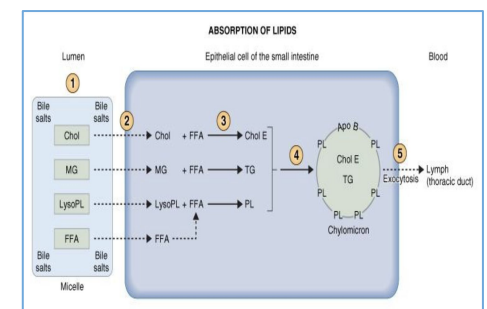 ABSORPTION OF LIPIDS
Lumen
Epithelial cell of the small intestine
Blood
1
Bile salts
Bile salts
Chol
MG
LysoPL
FFA
Bile salts
Bile salts
Micelle
2
3
Chol + FFA Chol E
MG + FFA TG
LysoPL + FFA PL
FFA
4
Apo B
PL
PL
Chol E
TG
PL
PL
PL
PL
Chylomicron
5
Exocytosis
Lymph
(thoracic duct)